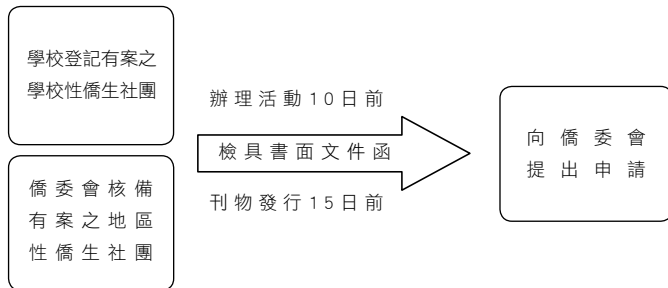 學校登記有案之
學校性僑生社團
辦理活動10日前
檢具書面文件函
刊物發行15日前
僑委會核備
有案之地區
性僑生社團
向僑委會
提出申請